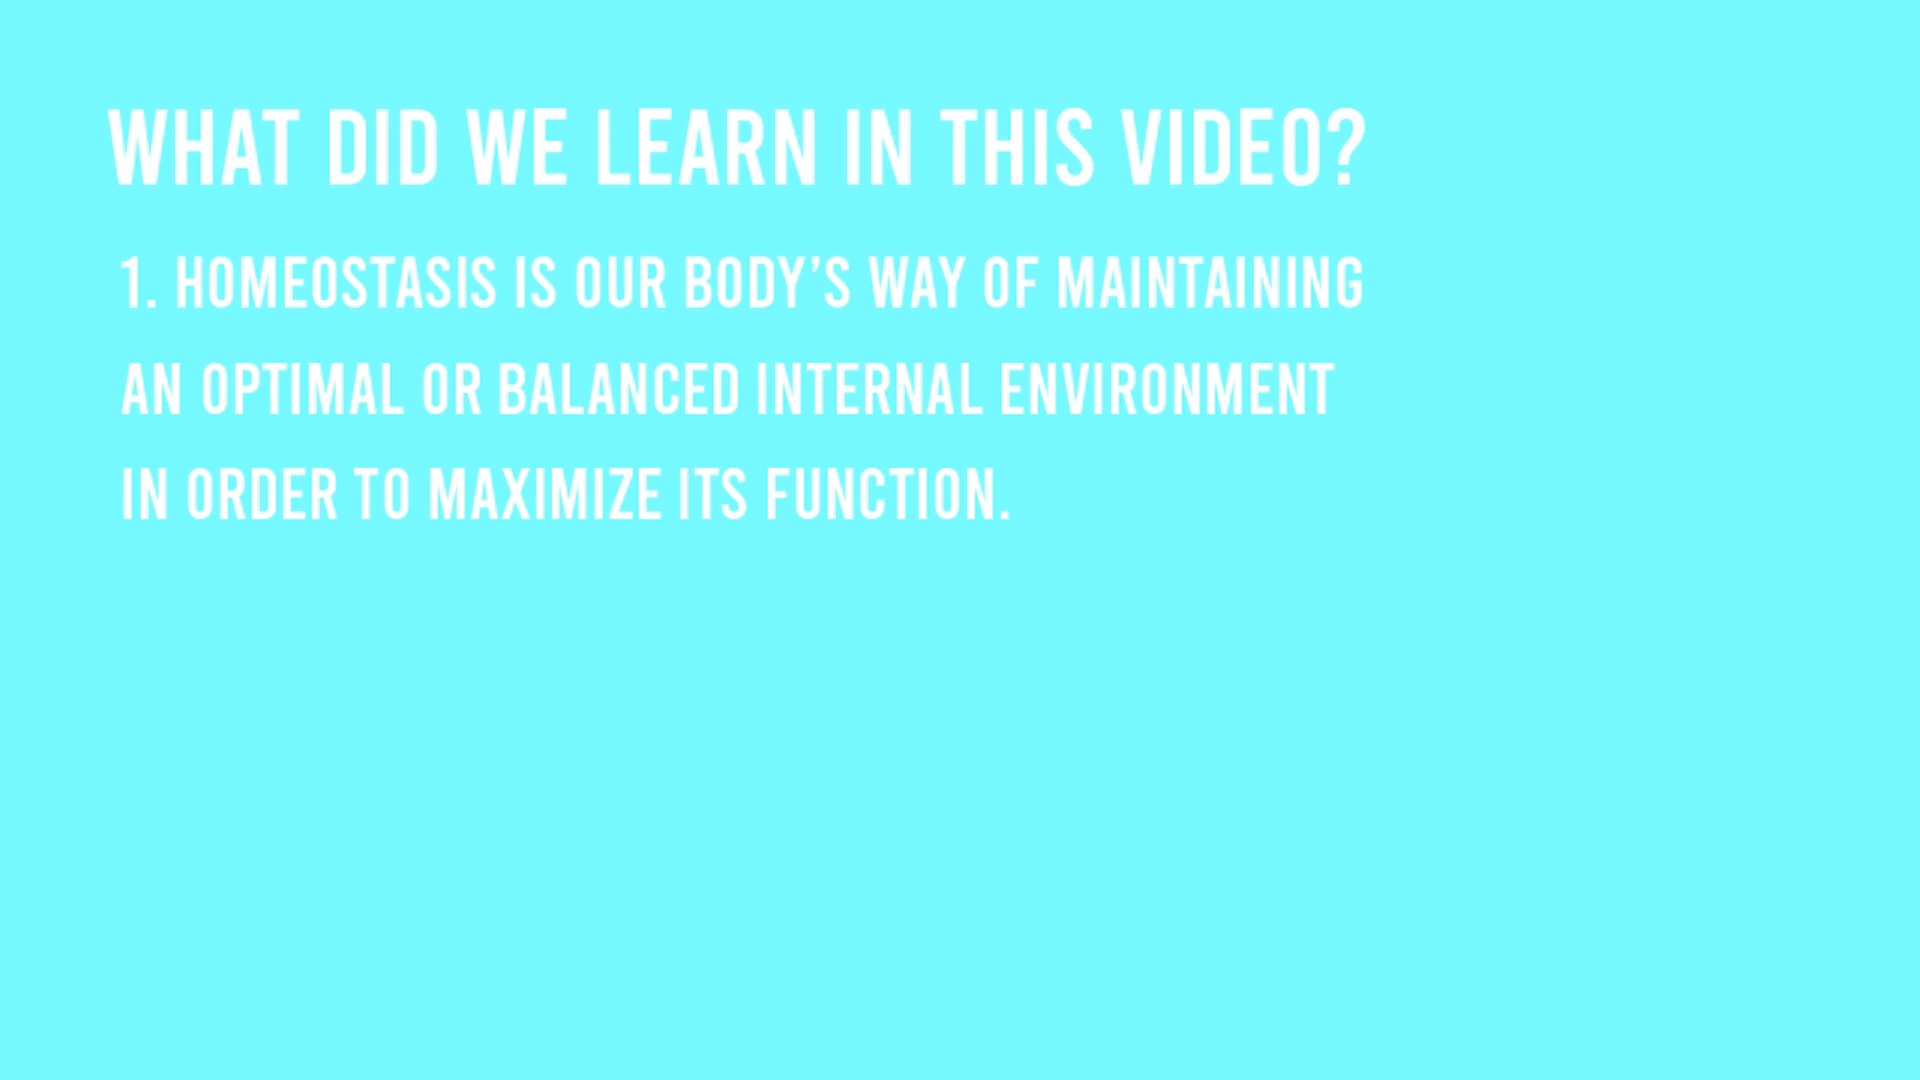 WHAT DID WE LEARN IN THIS VIDEO?
1. HOMEOSTASIS IS OUR BODY’S WAY OF MAINTAINING
AN OPTIMAL OR BALANCED INTERNAL ENVIRONMENT
IN ORDER TO MAXIMIZE ITS FUNCTION.